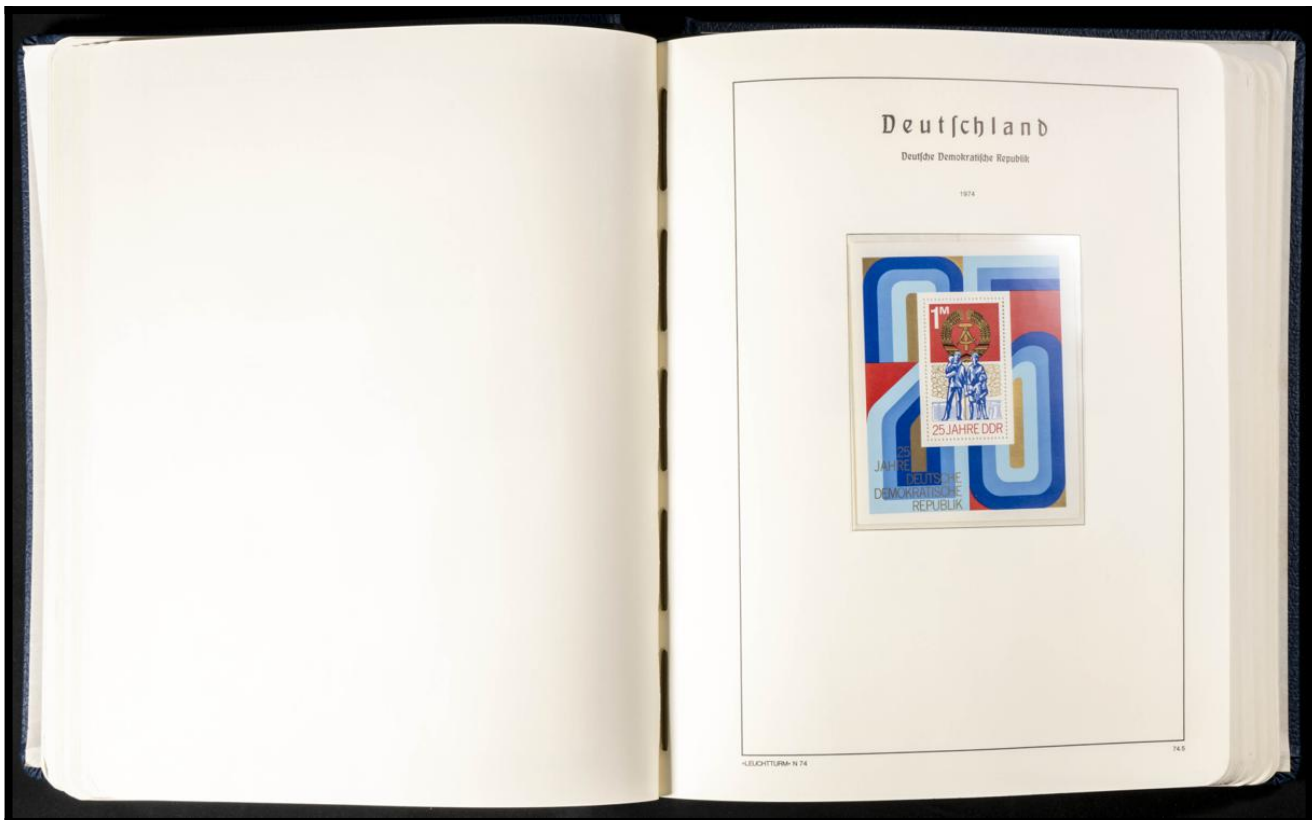 Deutſchland
Deutſche Demokratiſche Republik
1974
1M
25 JAHRE DDR
25
JAHRE
DEUTSCHE
DEMOKRATISCHE
REPUBLIK
»LEUCHTTURM« N 74
74.5